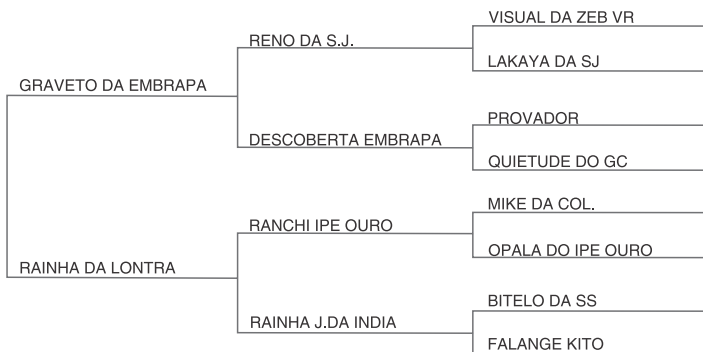 VISUAL DA ZEB VR
RENO DA S.J.
LAKAYA DA SJ
GRAVETO DA EMBRAPA
PROVADOR
DESCOBERTA EMBRAPA
QUIETUDE DO GC
MIKE DA COL.
RANCHI IPE OURO
OPALA DO IPE OURO
RAINHA DA LONTRA
BITELO DA SS
RAINHA J.DA INDIA
FALANGE KITO